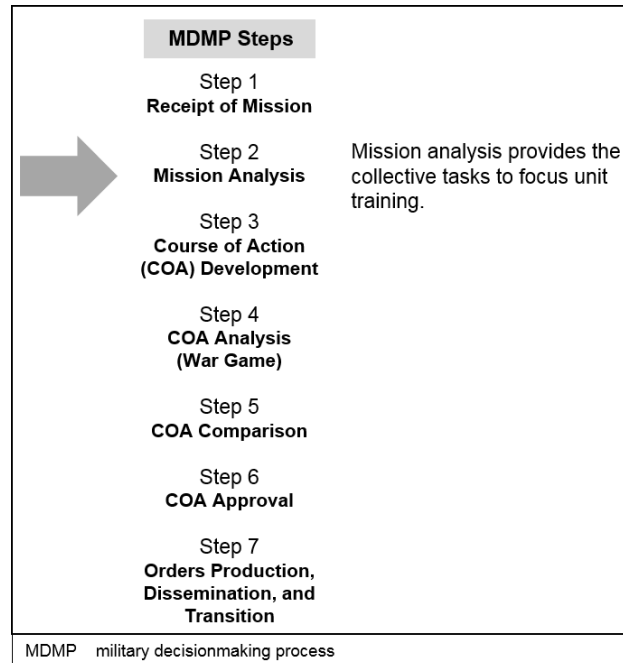 MDMP Steps
Step 1
Receipt of Mission
Step 2
Mission Analysis
Mission analysis provides the
collective tasks to focus unit
training.
Step 3
Course of Action
(COA) Development
Step 4
COA Analysis
(War Game)
Step 5
COA Comparison
Step 6
COA Approval
Step 7
Orders Production,
Dissemination, and
Transition
MDMP military decisionmaking process